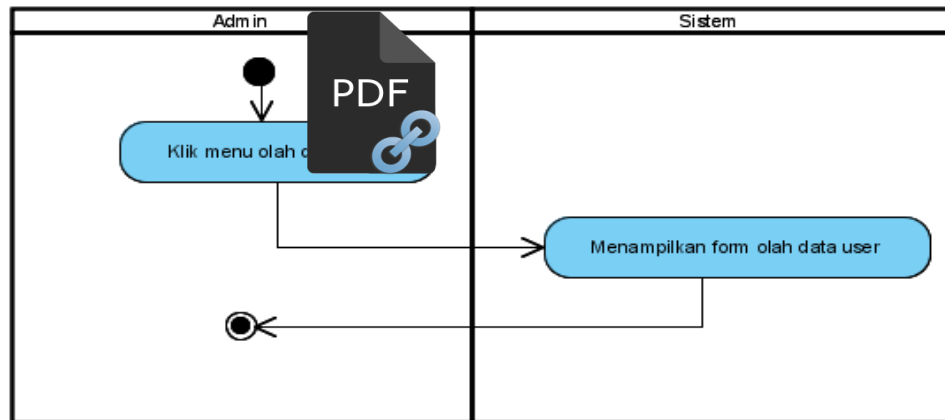 Admin
Sistem
PDF
Klik menu olah
Menampilkan form olah data user